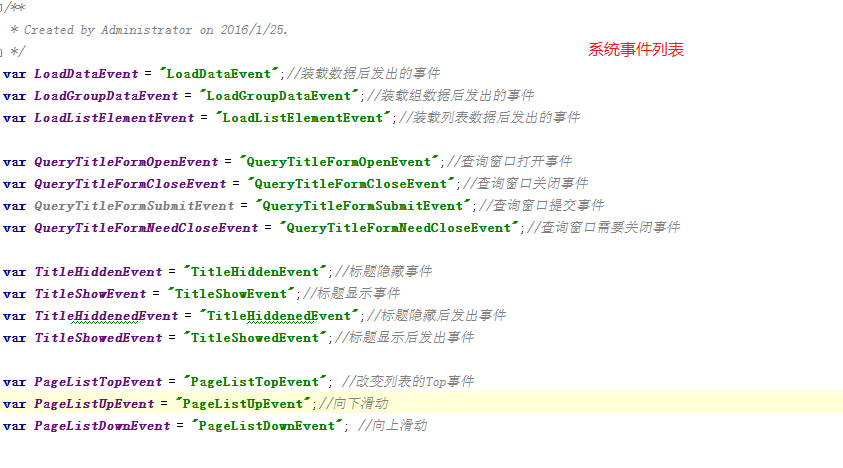 /**
* Created by Administrator on 2016/1/25.
系统事件列表
*/
var LoadDataEvent = "LoadDataEvent";//装载数据后发出的事件
var LoadGroupDataEvent = "LoadGroupDataEvent";//装载组数据后发出的事件
var LoadListElementEvent = "LoadListElementEvent";//装载列表数据后发出的事件
var QueryTitleFormOpenEvent = "QueryTitleFormOpenEvent";//查询窗口打开事件
var QueryTitleFormCloseEvent = "QueryTitleFormCloseEvent";//查询窗口关闭事件
var QueryTitleFormSubmitEvent = "QueryTitleFormSubmitEvent";//查询窗口提交事件
var QueryTitleFormNeedCloseEvent = "QueryTitleFormNeedCloseEvent";//查询窗口需要关闭事件
var TitleHiddenEvent = "TitleHiddenEvent";//标题隐藏事件
var TitleShowEvent = "TitleShowEvent";//标题显示事件
var TitleHiddenedEvent = "TitleHiddenedEvent";//标题隐藏后发出事件
var TitleShowedEvent = "TitleShowedEvent";//标题显示后发出事件
var PageListTopEvent = "PageListTopEvent"; //改变列表的Top事件
var PageListUpEvent = "PageListUpEvent";//向下滑动
var PageListDownEvent = "PageListDownEvent"; //向上滑动